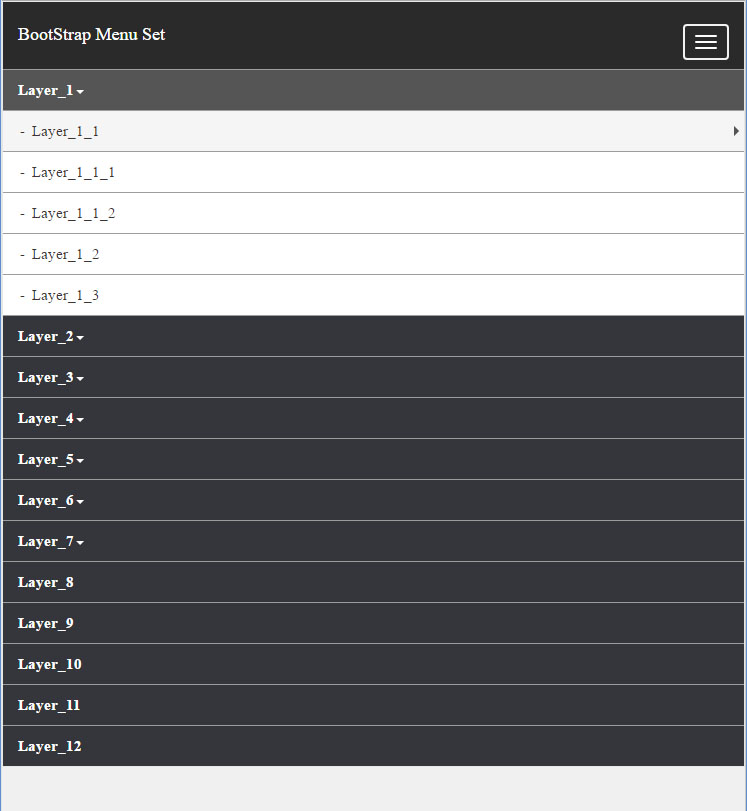 BootStrap Menu Set
Layer_1
- Layer_1_1
- Layer_1_1_1
- Layer_1_1_2
- Layer_1_2
- Layer_1_3
Layer_2
Layer_3
Layer_4
Layer_5
Layer_6
Layer_7
Layer_8
Layer_9
Layer_10
Layer_11
Layer_12